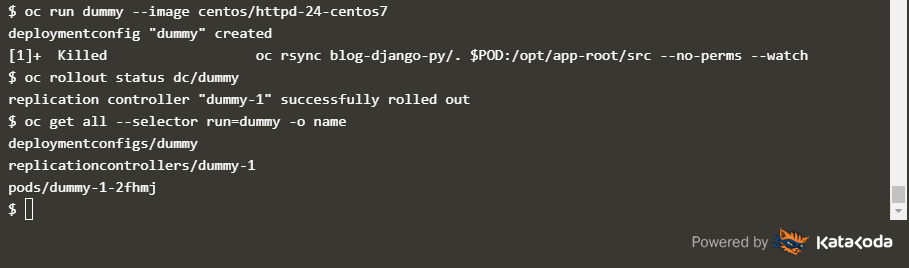 $ oc run dummy --image centos/httpd-24-centos7
deploymentconfig "dummy" created
[1]+  Killed                  oc rsync blog-django-py/. $POD:/opt/app-root/src --no-perms --watch
$ oc rollout status dc/dummy
replication controller "dummy-1" successfully rolled out
$ oc get all --selector run=dummy -o name
deploymentconfigs/dummy
replicationcontrollers/dummy-1
pods/dummy-1-2fhmj
$
Powered by KataKoda